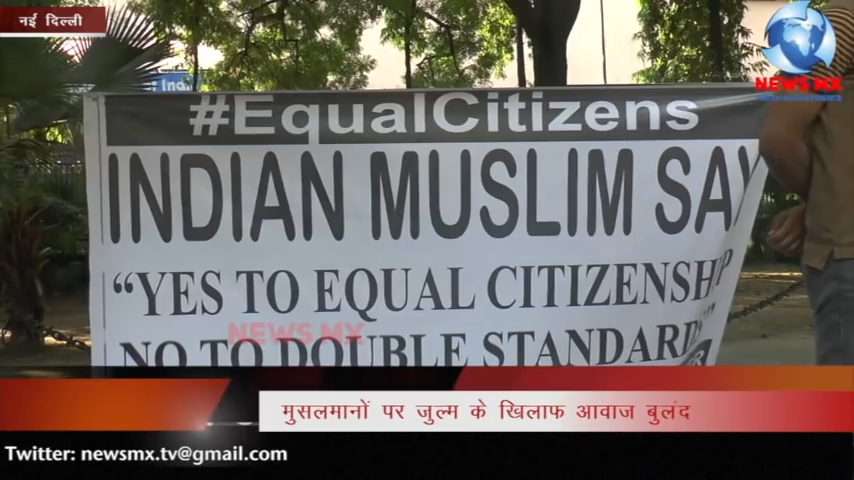 नई दिल्ली
NEWS MX
#EqualCitizens
INDIAN MUSLIM SAY
“YES TO EQUAL CITIZENSHIP
NEWS MX
NO TO DOUBLE STANDARDS”
मुसलमानों पर जुल्म के खिलाफ आवाज बुलंद
Twitter: newsmx.tv@gmail.com